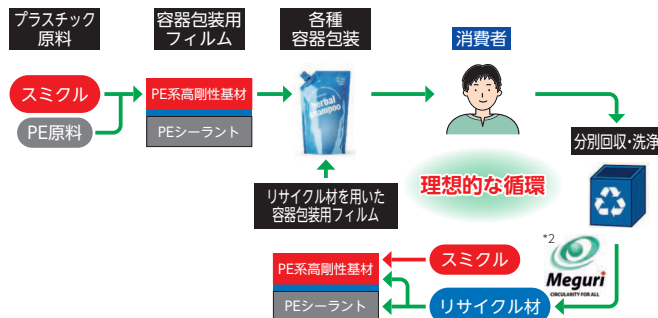 プラスチック
原料
容器包装用
フィルム
各種
容器包装
消費者
スミクル
PE原料
PE系高剛性基材
PEシーラント
herbal
shampoo
分別回収・洗浄
理想的な循環
リサイクル材を用いた
容器包装用フィルム
*2
Meguri
CIRCULARITY FOR ALL
PE系高剛性基材
PEシーラント
スミクル
リサイクル材